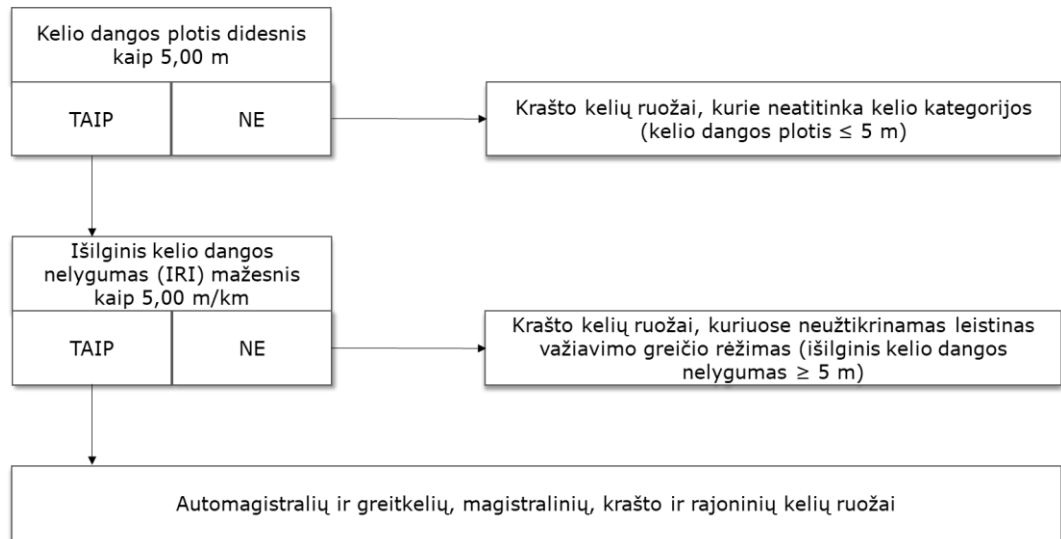 Kelio dangos plotis didesnis
kaip 5,00 m
TAIP
NE
Krašto kelių ruožai, kurie neatitinka kelio kategorijos
(kelio dangos plotis ≤ 5 m)
Išilginis kelio dangos
nelygumas (IRI) mažesnis
kaip 5,00 m/km
TAIP
NE
Krašto kelių ruožai, kuriuose neužtikrinamas leistinas
važiavimo greičio rėžimas (išilginis kelio dangos
nelygumas ≥ 5 m)
Automagistralių ir greitkelių, magistralinių, krašto ir rajoninių kelių ruožai